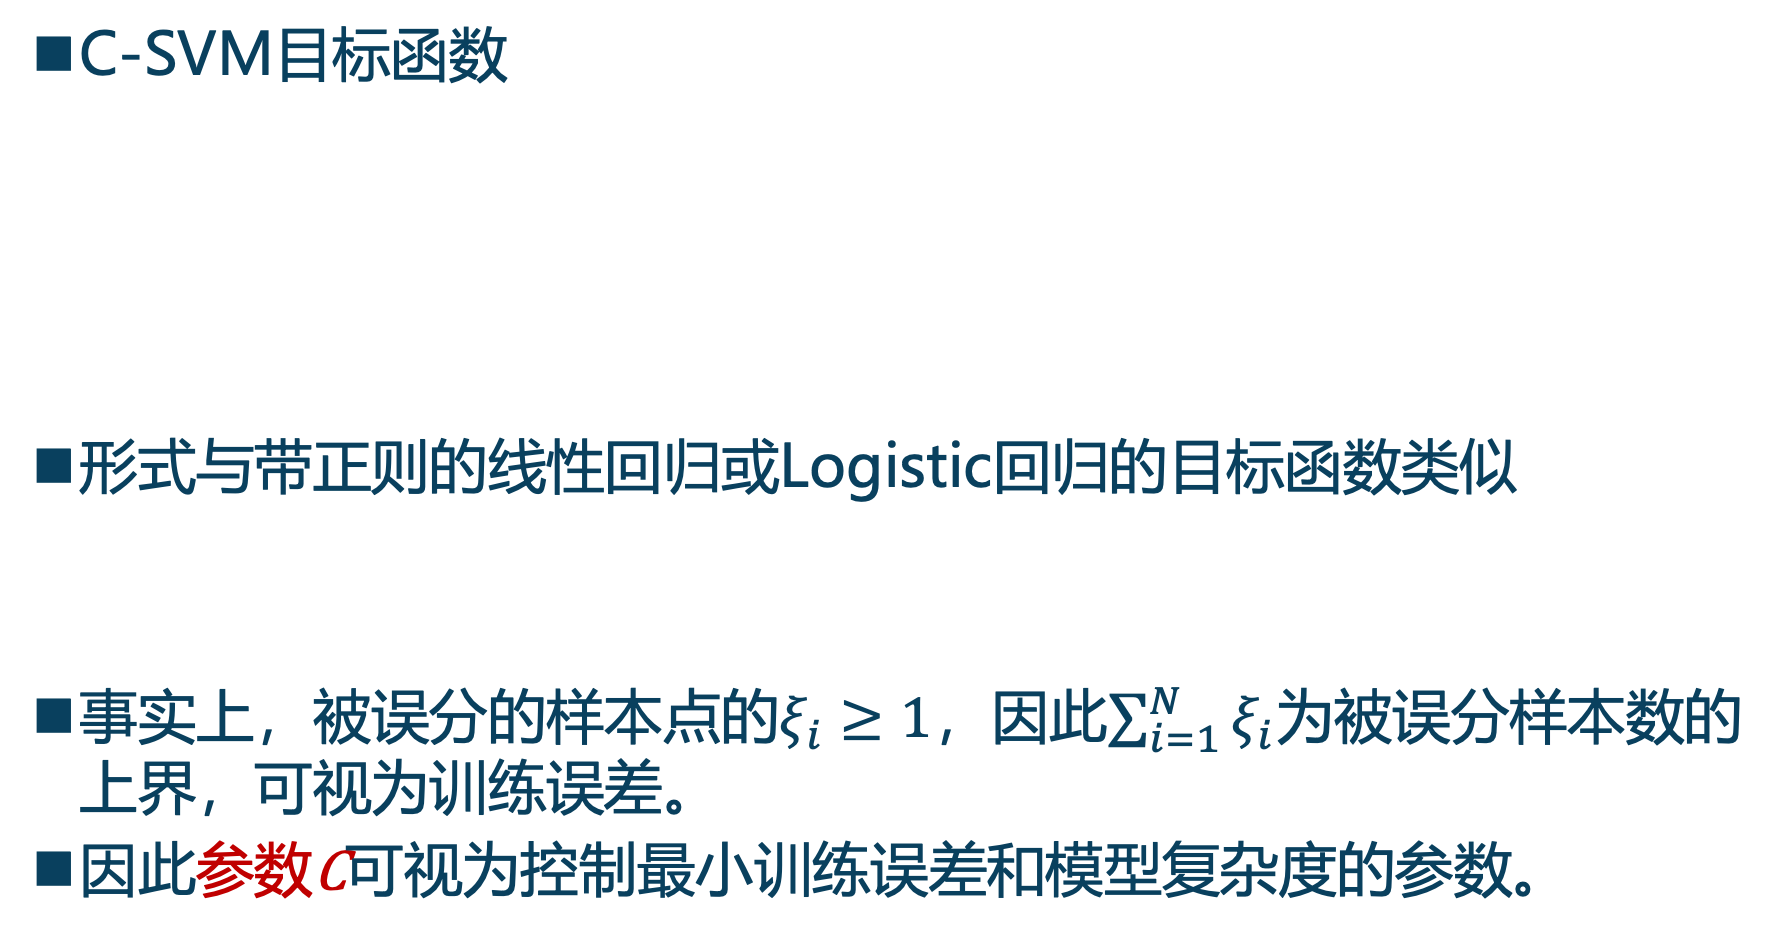 ■C-SVM目标函数
■形式与带正则的线性回归或Logistic回归的目标函数类似
■事实上，被误分的样本点的ξᵢ ≥ 1，因此∑ᵢ₌₁ᴺ ξᵢ为被误分样本数的
上界，可视为训练误差。
■因此参数C可视为控制最小训练误差和模型复杂度的参数。